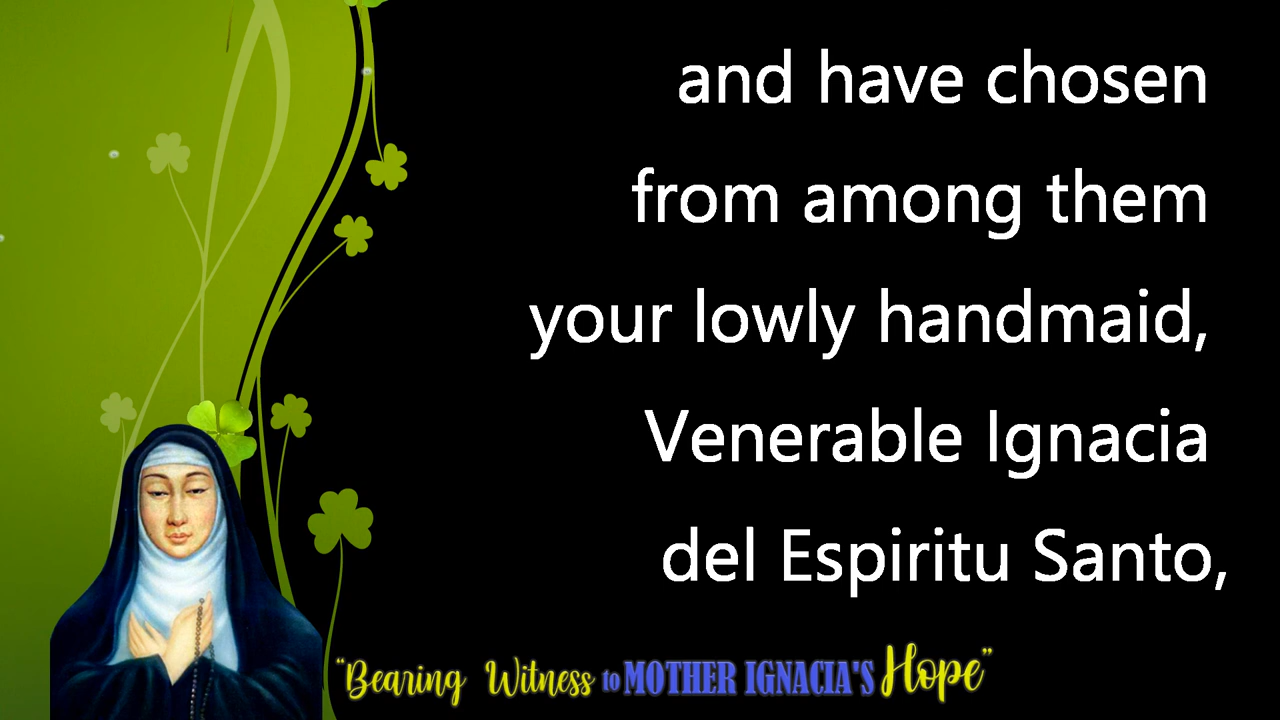 and have chosen
from among them
your lowly handmaid,
Venerable Ignacia
del Espiritu Santo,
"Bearing Witness to MOTHER IGNACIA'S Hope"